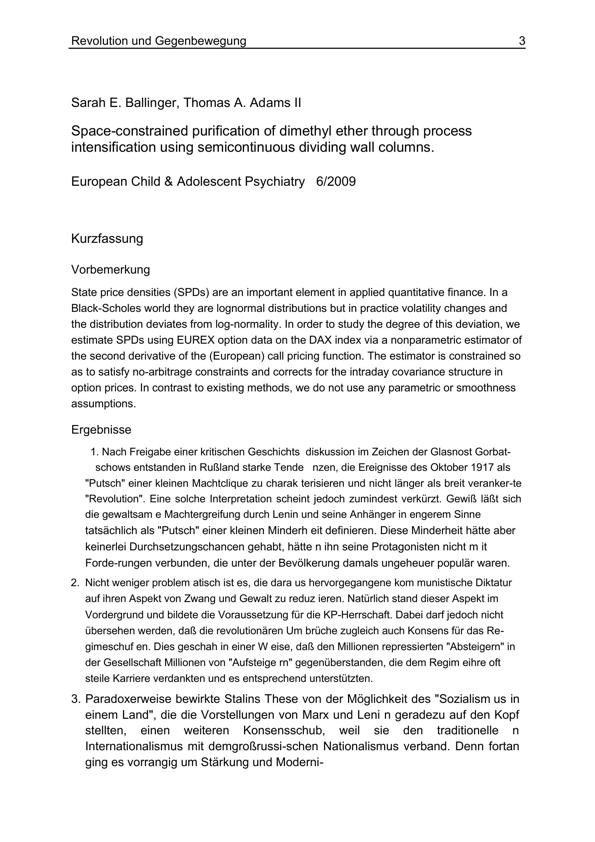 Revolution und Gegenbewegung 3
Sarah E. Ballinger, Thomas A. Adams II
Space-constrained purification of dimethyl ether through process
intensification using semicontinuous dividing wall columns.
European Child & Adolescent Psychiatry 6/2009
Kurzfassung
Vorbemerkung
State price densities (SPDs) are an important element in applied quantitative finance. In a
Black-Scholes world they are lognormal distributions but in practice volatility changes and
the distribution deviates from log-normality. In order to study the degree of this deviation, we
estimate SPDs using EUREX option data on the DAX index via a nonparametric estimator of
the second derivative of the (European) call pricing function. The estimator is constrained so
as to satisfy no-arbitrage constraints and corrects for the intraday covariance structure in
option prices. In contrast to existing methods, we do not use any parametric or smoothness
assumptions.
Ergebnisse
1. Nach Freigabe einer kritischen Geschichts diskussion im Zeichen der Glasnost Gorbat-
schows entstanden in Rußland starke Tende nzen, die Ereignisse des Oktober 1917 als
"Putsch" einer kleinen Machtclique zu charak terisieren und nicht länger als breit veranker-te
"Revolution". Eine solche Interpretation scheint jedoch zumindest verkürzt. Gewiß läßt sich
die gewaltsam e Machtergreifung durch Lenin und seine Anhänger in engerem Sinne
tatsächlich als "Putsch" einer kleinen Minderh eit definieren. Diese Minderheit hätte aber
keinerlei Durchsetzungschancen gehabt, hätte n ihn seine Protagonisten nicht m it
Forde-rungen verbunden, die unter der Bevölkerung damals ungeheuer populär waren.
2. Nicht weniger problem atisch ist es, die dara us hervorgegangene kom munistische Diktatur
auf ihren Aspekt von Zwang und Gewalt zu reduz ieren. Natürlich stand dieser Aspekt im
Vordergrund und bildete die Voraussetzung für die KP-Herrschaft. Dabei darf jedoch nicht
übersehen werden, daß die revolutionären Um brüche zugleich auch Konsens für das Re-
gimeschuf en. Dies geschah in einer W eise, daß den Millionen repressierten "Absteigern" in
der Gesellschaft Millionen von "Aufsteige rn" gegenüberstanden, die dem Regim eihre oft
steile Karriere verdankten und es entsprechend unterstützten.
3. Paradoxerweise bewirkte Stalins These von der Möglichkeit des "Sozialism us in
einem Land", die die Vorstellungen von Marx und Leni n geradezu auf den Kopf
stellten, einen weiteren Konsensschub, weil sie den traditionelle n
Internationalismus mit demgroßrussi-schen Nationalismus verband. Denn fortan
ging es vorrangig um Stärkung und Moderni-